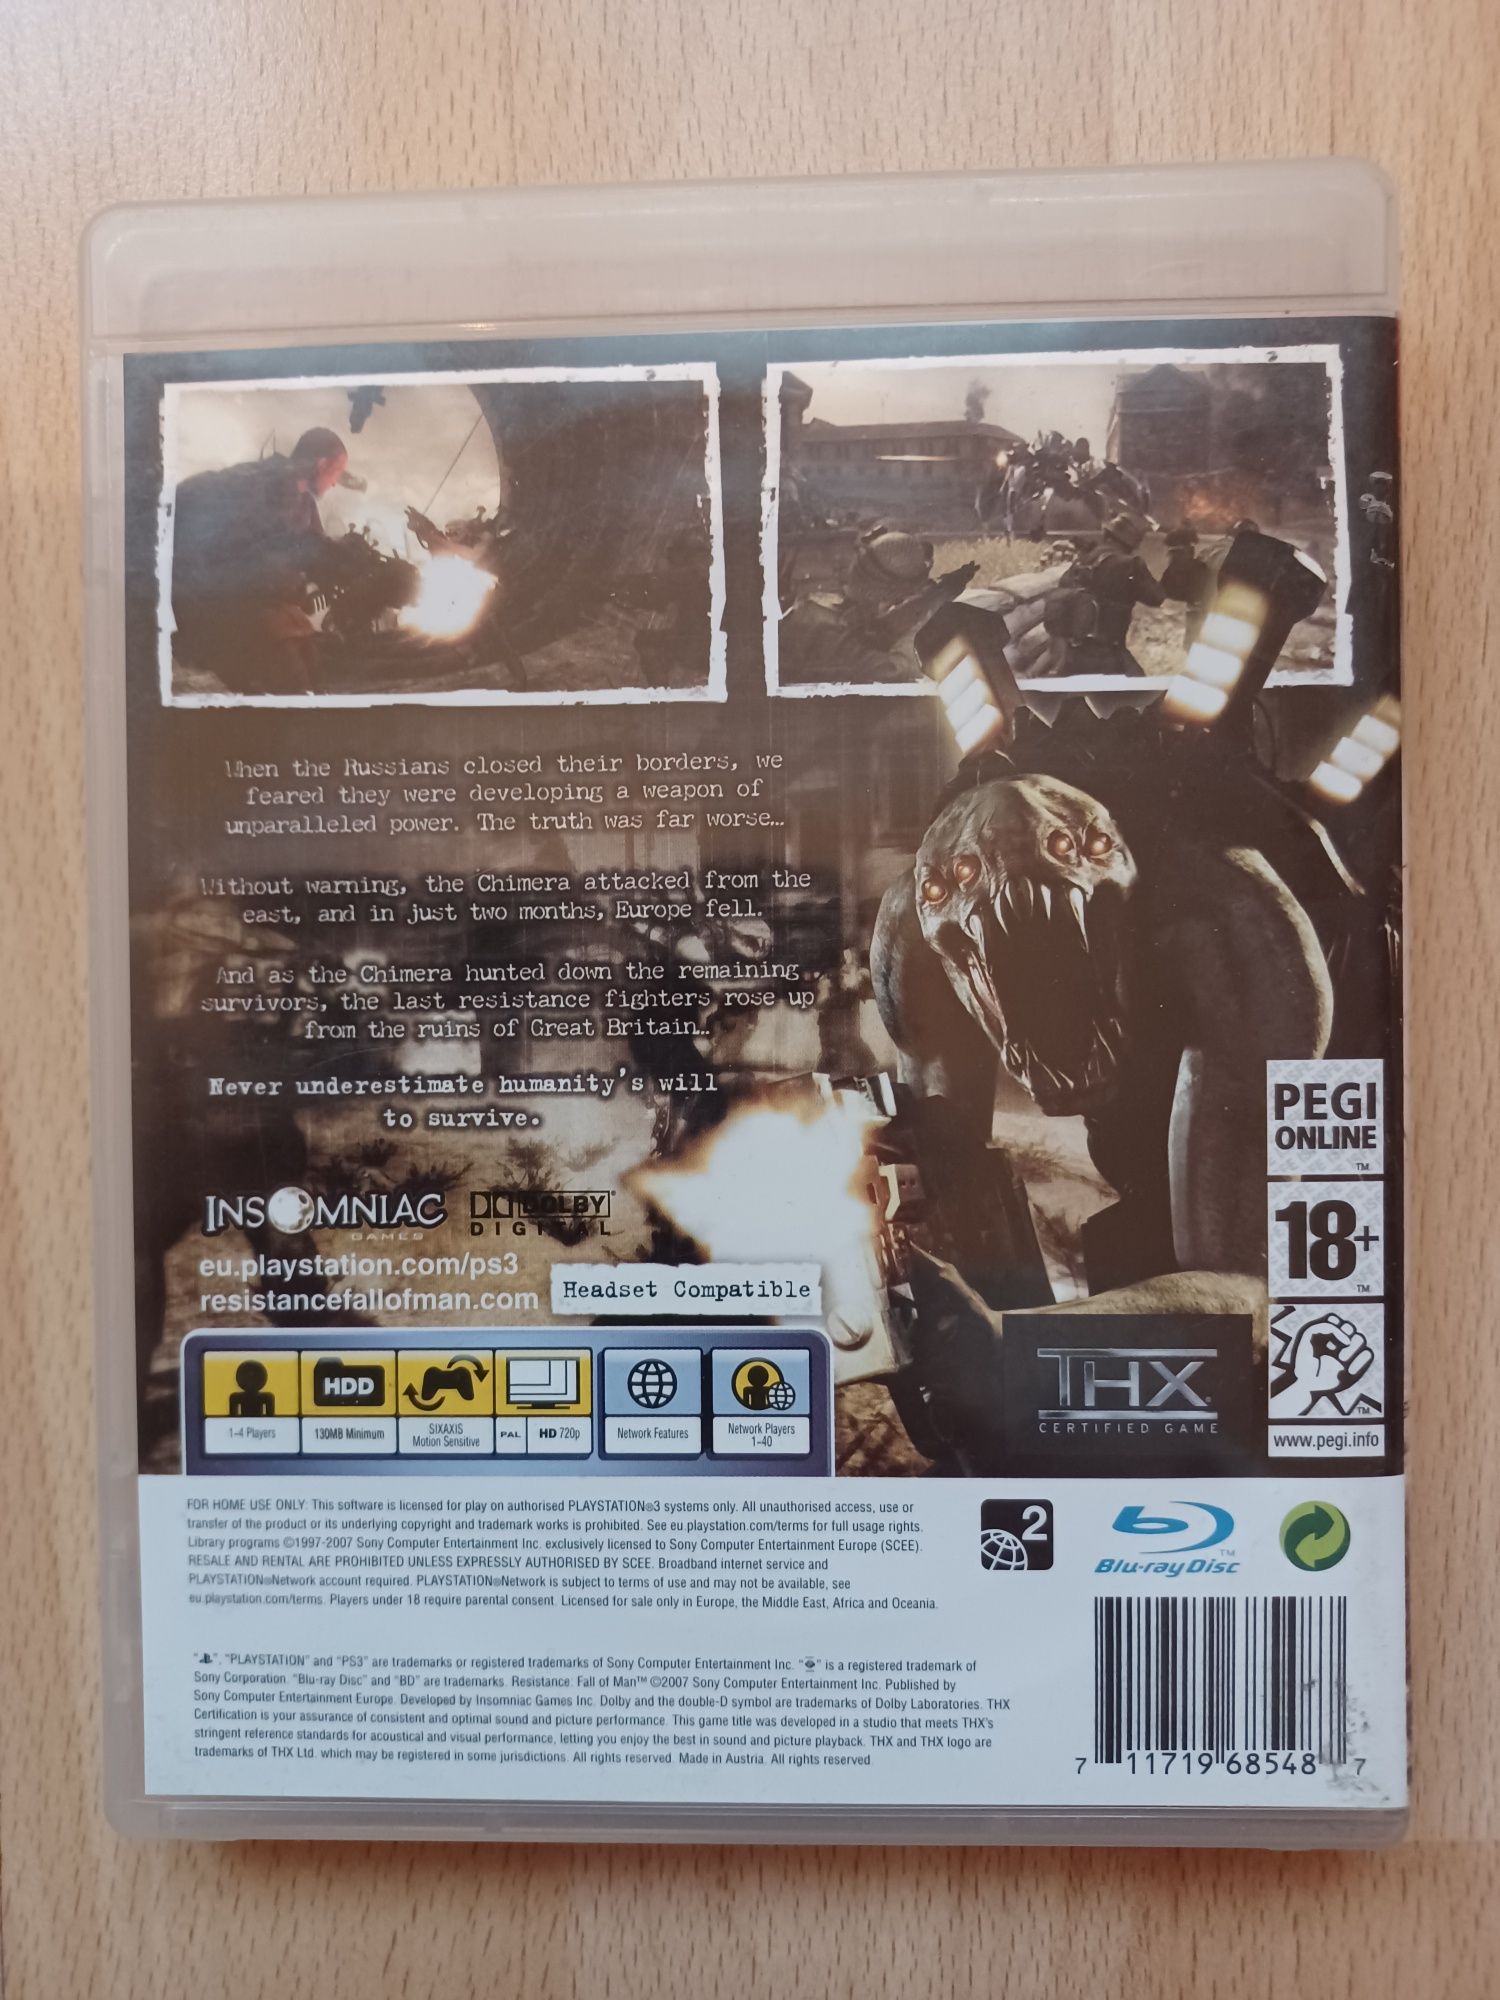 When the Russians closed their borders, we
feared they were developing a weapon of
unparalleled power. The truth was far worse...
Without warning, the Chimera attacked from the
east, and in just two months, Europe fell.
And as the Chimera hunted down the remaining
survivors, the last resistance fighters rose up
from the ruins of Great Britain...
Never underestimate humanity's will
to survive.
INSOMNIAC
GAMES
DOLBY
DIGITAL
eu.playstation.com/ps3
resistancefallofman.com
Headset Compatible
PEGI
ONLINE
TM
18+
TM
TM
www.pegi.info
HDD
1-4 Players
130MB Minimum
SIXAXIS
Motion Sensitive
PAL
HD 720p
Network Features
Network Players
1-40
THX
CERTIFIED GAME
FOR HOME USE ONLY: This software is licensed for play on authorised PLAYSTATION®3 systems only. All unauthorised access, use or
transfer of the product or its underlying copyright and trademark works is prohibited. See eu.playstation.com/terms for full usage rights.
Library programs ©1997-2007 Sony Computer Entertainment Inc. exclusively licensed to Sony Computer Entertainment Europe (SCEE).
RESALE AND RENTAL ARE PROHIBITED UNLESS EXPRESSLY AUTHORISED BY SCEE. Broadband internet service and
PLAYSTATION®Network account required. PLAYSTATION®Network is subject to terms of use and may not be available, see
eu.playstation.com/terms. Players under 18 require parental consent. Licensed for sale only in Europe, the Middle East, Africa and Oceania.
2
Blu-ray Disc
TM
"", "PLAYSTATION" and "PS3" are trademarks or registered trademarks of Sony Computer Entertainment Inc. "" is a registered trademark of
Sony Corporation. "Blu-ray Disc" and "BD" are trademarks. Resistance: Fall of Man™ ©2007 Sony Computer Entertainment Inc. Published by
Sony Computer Entertainment Europe. Developed by Insomniac Games Inc. Dolby and the double-D symbol are trademarks of Dolby Laboratories. THX
Certification is your assurance of consistent and optimal sound and picture performance. This game title was developed in a studio that meets THX's
stringent reference standards for acoustical and visual performance, letting you enjoy the best in sound and picture playback. THX and THX logo are
trademarks of THX Ltd. which may be registered in some jurisdictions. All rights reserved. Made in Austria. All rights reserved.
7 11719 68548 7